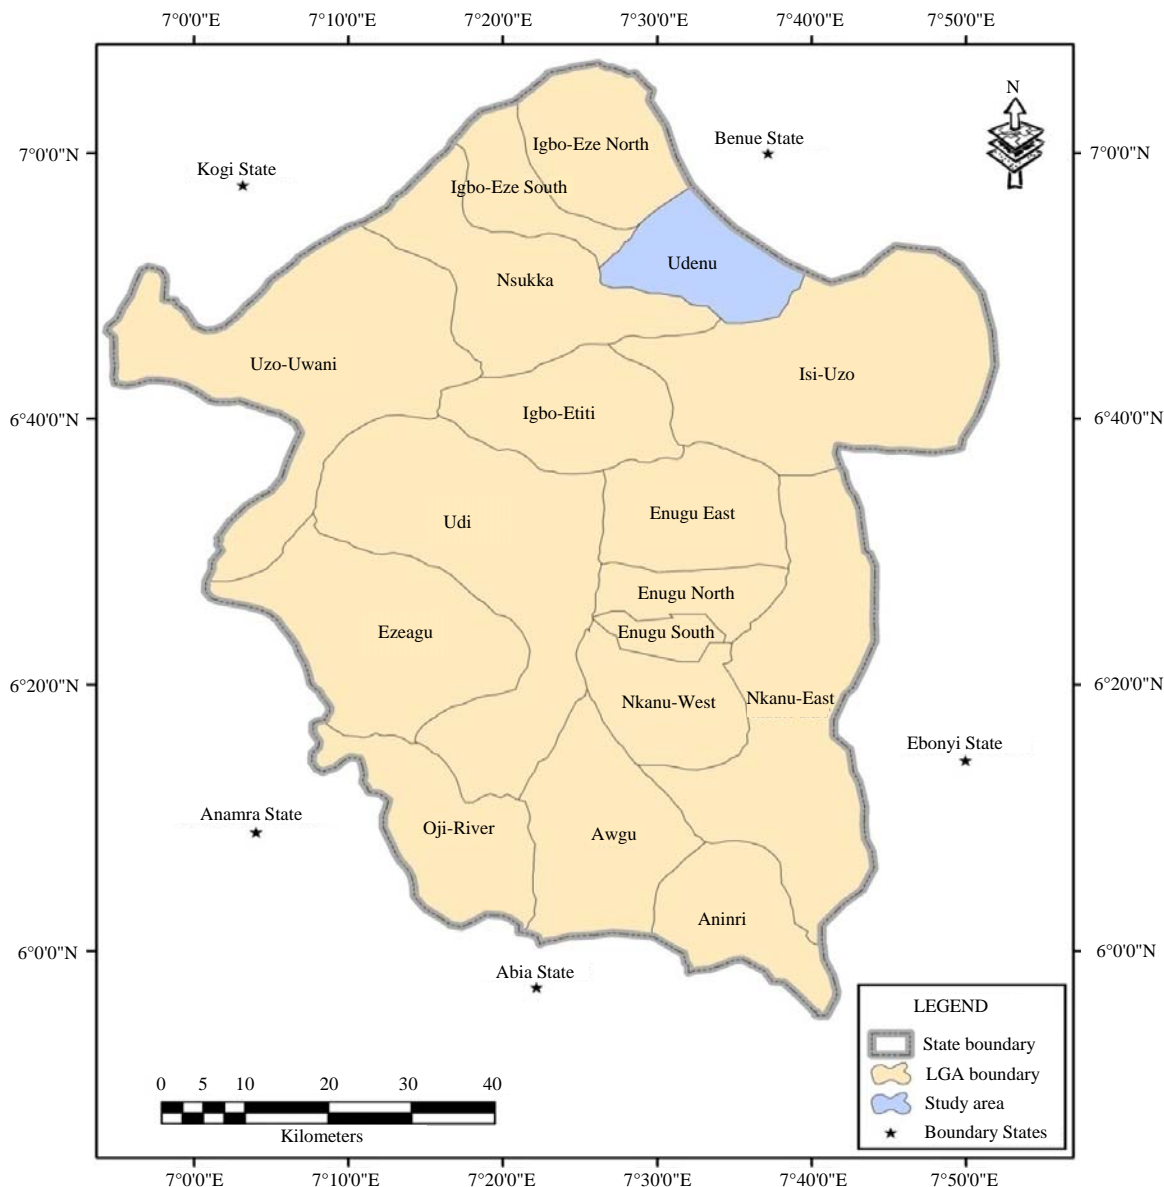 7°0'0"E 7°10'0"E 7°20'0"E 7°30'0"E 7°40'0"E 7°50'0"E
N
Benue State
Igbo-Eze North
7°0'0"N
7°0'0"N
Kogi State
Igbo-Eze South
Udenu
Nsukka
Uzo-Uwani
Isi-Uzo
Igbo-Etiti
6°40'0"N
6°40'0"N
Enugu East
Udi
Enugu North
Enugu South
Ezeagu
6°20'0"N
6°20'0"N
Nkanu-West
Nkanu-East
Ebonyi State
Anamra State
Oji-River
Awgu
Aninri
6°0'0"N
6°0'0"N
Abia State
LEGEND
State boundary
LGA boundary
Study area
Boundary States
0 5 10 20 30 40
Kilometers
7°0'0"E 7°10'0"E 7°20'0"E 7°30'0"E 7°40'0"E 7°50'0"E